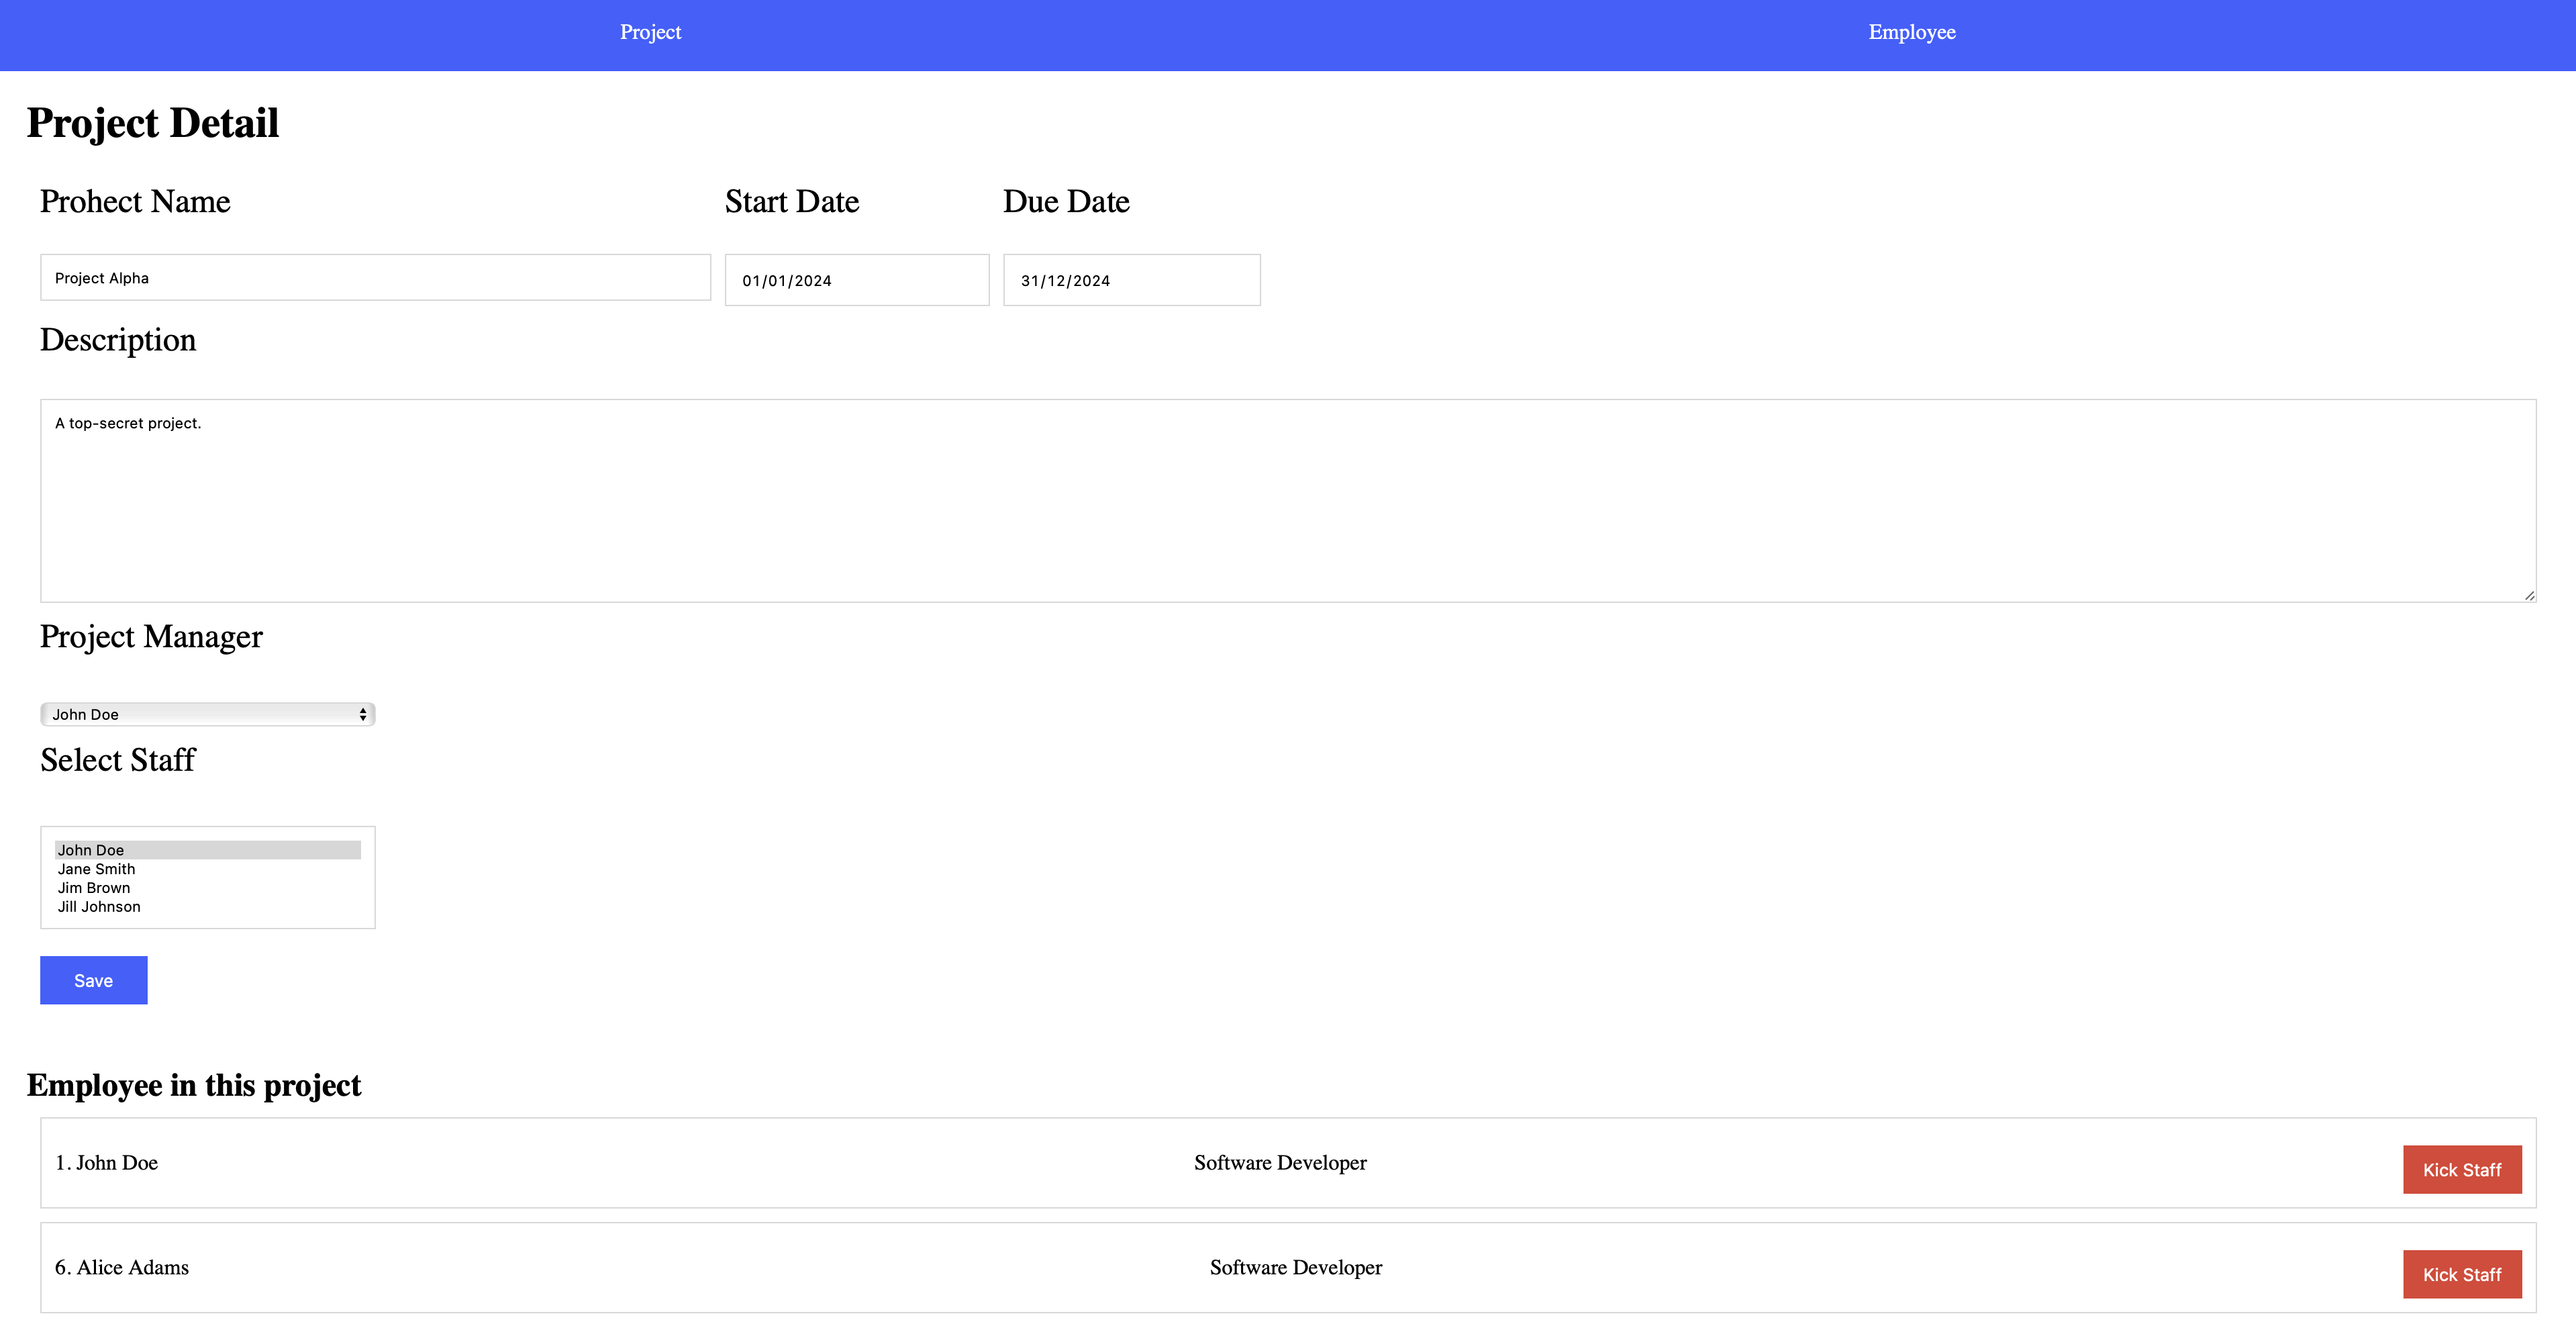 Project Employee
Project Detail
Prohect Name Start Date Due Date
Project Alpha 01/01/2024 31/12/2024
Description
A top-secret project.
Project Manager
John Doe
Select Staff
John Doe
Jane Smith
Jim Brown
Jill Johnson
Save
Employee in this project
1. John Doe Software Developer Kick Staff
6. Alice Adams Software Developer Kick Staff